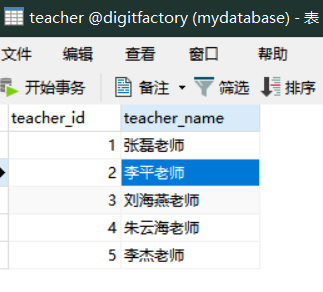 teacher @digitfactory (mydatabase) - 表
文件 编辑 查看 窗口 帮助
开始事务 备注 筛选 排序
teacher_id teacher_name
1 张磊老师
2 李平老师
3 刘海燕老师
4 朱云海老师
5 李杰老师